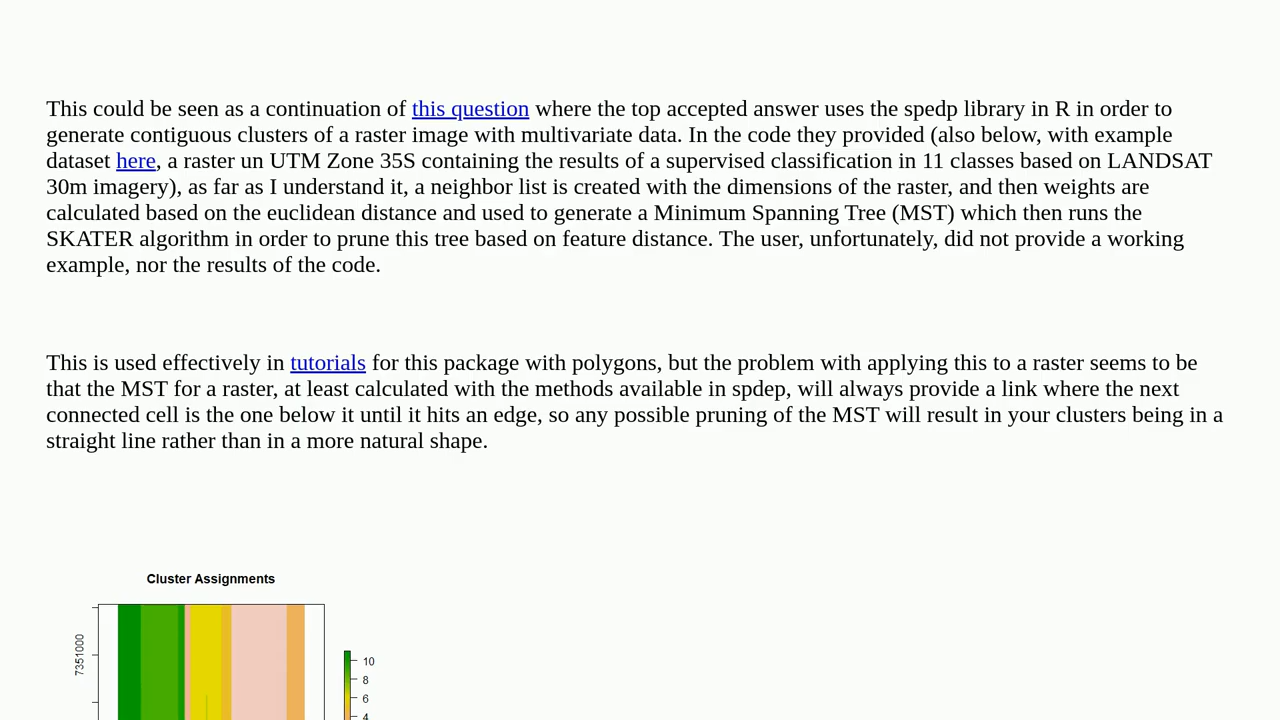 This could be seen as a continuation of this question where the top accepted answer uses the spedp library in R in order to
generate contiguous clusters of a raster image with multivariate data. In the code they provided (also below, with example
dataset here, a raster un UTM Zone 35S containing the results of a supervised classification in 11 classes based on LANDSAT
30m imagery), as far as I understand it, a neighbor list is created with the dimensions of the raster, and then weights are
calculated based on the euclidean distance and used to generate a Minimum Spanning Tree (MST) which then runs the
SKATER algorithm in order to prune this tree based on feature distance. The user, unfortunately, did not provide a working
example, nor the results of the code.
This is used effectively in tutorials for this package with polygons, but the problem with applying this to a raster seems to be
that the MST for a raster, at least calculated with the methods available in spdep, will always provide a link where the next
connected cell is the one below it until it hits an edge, so any possible pruning of the MST will result in your clusters being in a
straight line rather than in a more natural shape.
Cluster Assignments
7351000
10
8
6
4